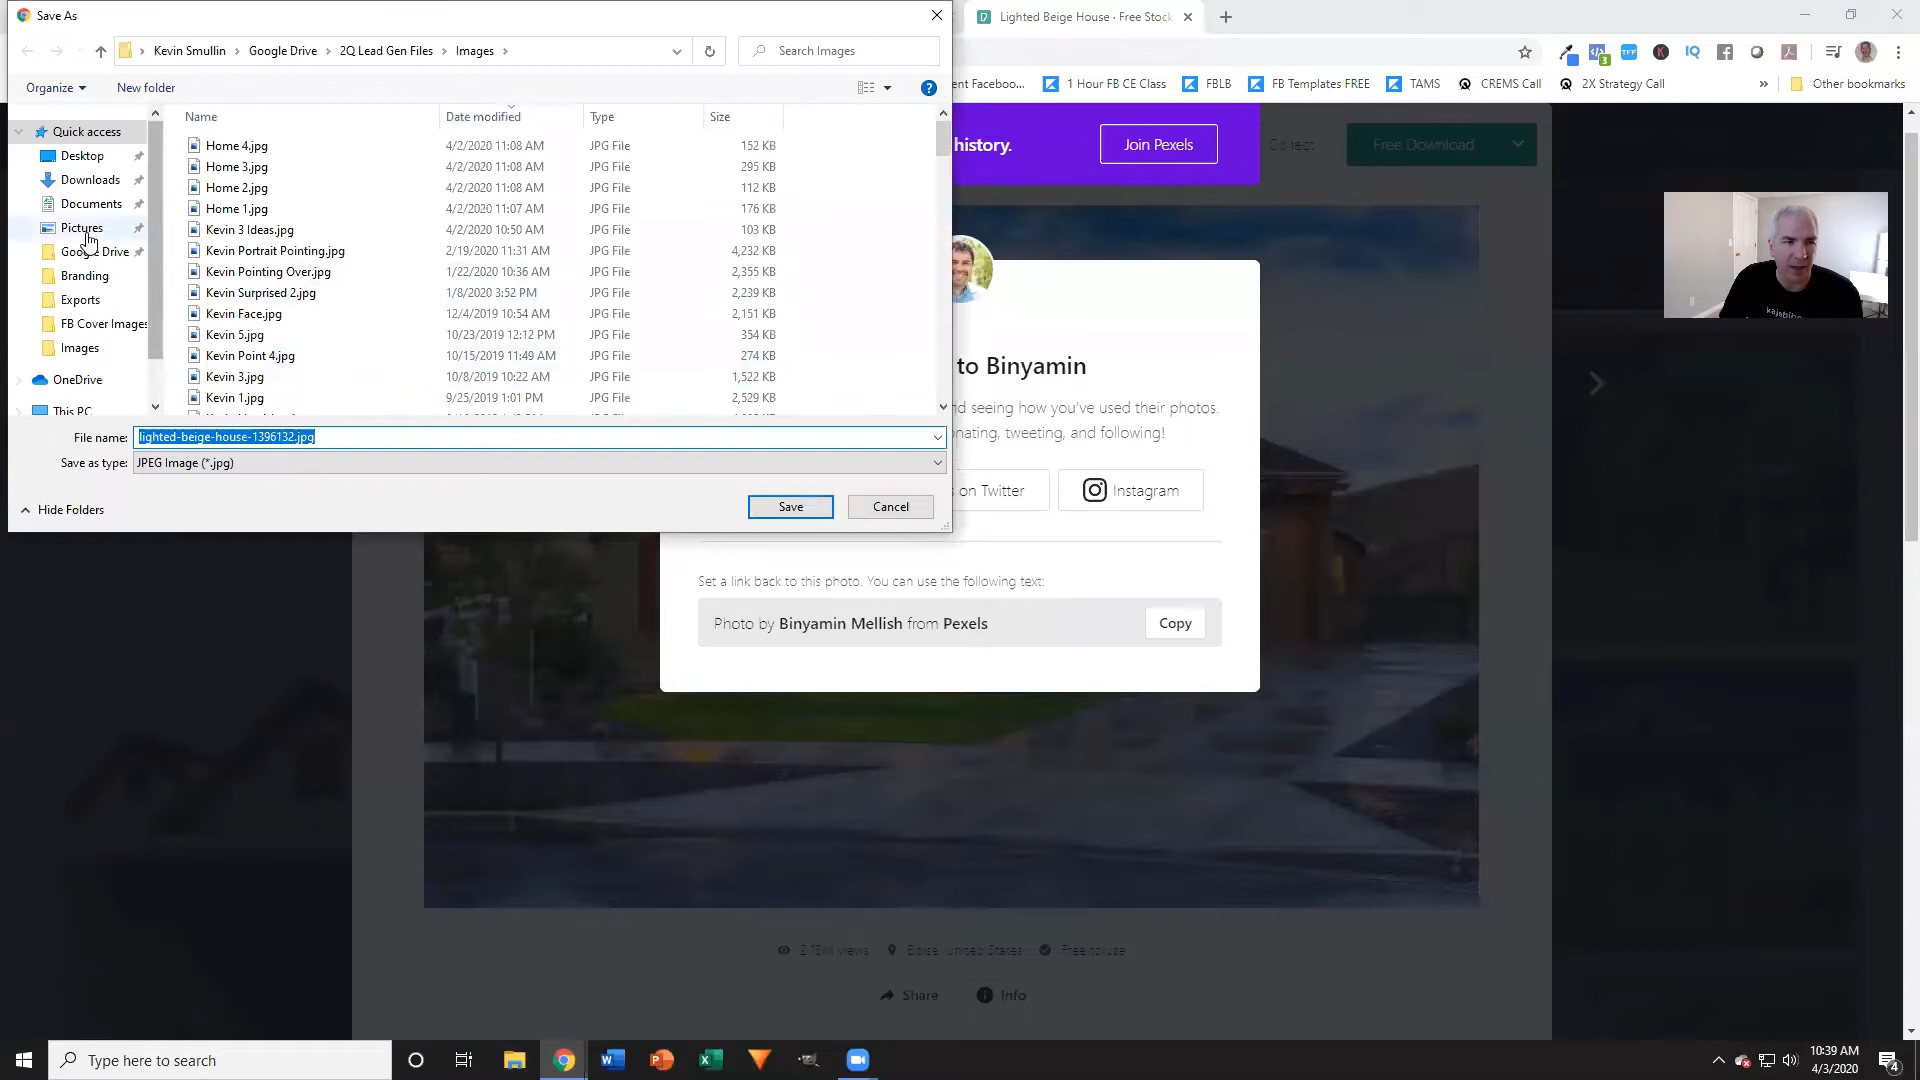 Save As
Lighted Beige House · Free Stock
Kevin Smullin > Google Drive > 2Q Lead Gen Files > Images >
Search Images
Organize
New folder
Quick access
Desktop
Downloads
Documents
Pictures
Google Drive
Branding
Exports
FB Cover Images
Images
OneDrive
This PC
Name Date modified Type Size
Home 4.jpg 4/2/2020 11:08 AM JPG File 152 KB
Home 3.jpg 4/2/2020 11:08 AM JPG File 295 KB
Home 2.jpg 4/2/2020 11:08 AM JPG File 112 KB
Home 1.jpg 4/2/2020 11:07 AM JPG File 176 KB
Kevin 3 Ideas.jpg 4/2/2020 10:50 AM JPG File 103 KB
Kevin Portrait Pointing.jpg 2/19/2020 11:31 AM JPG File 4,232 KB
Kevin Pointing Over.jpg 1/22/2020 10:36 AM JPG File 2,355 KB
Kevin Surprised 2.jpg 1/8/2020 3:52 PM JPG File 2,239 KB
Kevin Face.jpg 12/4/2019 10:54 AM JPG File 2,151 KB
Kevin 5.jpg 10/23/2019 12:12 PM JPG File 354 KB
Kevin Point 4.jpg 10/15/2019 11:49 AM JPG File 274 KB
Kevin 3.jpg 10/8/2019 10:22 AM JPG File 1,522 KB
Kevin 1.jpg 9/25/2019 1:01 PM JPG File 2,529 KB
File name: lighted-beige-house-1396132.jpg
Save as type: JPEG Image (*.jpg)
Hide Folders
Save
Cancel
ent Faceboo... 1 Hour FB CE Class FBLB FB Templates FREE TAMS CREMS Call 2X Strategy Call » Other bookmarks
history.
Join Pexels
Collect
Free Download
to Binyamin
nd seeing how you've used their photos.
onating, tweeting, and following!
s on Twitter
Instagram
Set a link back to this photo. You can use the following text:
Photo by Binyamin Mellish from Pexels
Copy
views Boise, United States Free to use
Share
Info
Type here to search
10:39 AM
4/3/2020
4